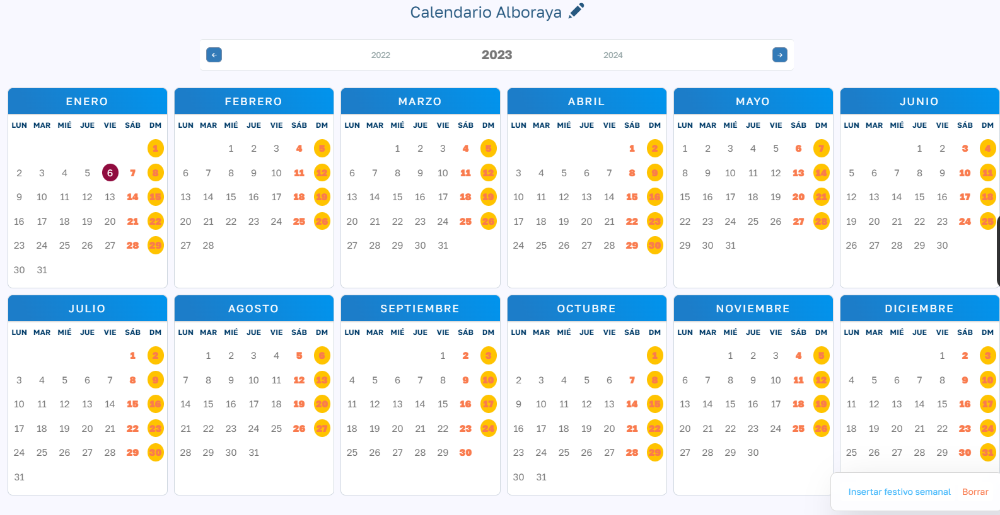 Calendario Alboraya
← 2022 2023 2024 →
ENERO
LUN MAR MIÉ JUE VIE SÁB DM
1
2 3 4 5 6 7 8
9 10 11 12 13 14 15
16 17 18 19 20 21 22
23 24 25 26 27 28 29
30 31
FEBRERO
LUN MAR MIÉ JUE VIE SÁB DM
1 2 3 4 5
6 7 8 9 10 11 12
13 14 15 16 17 18 19
20 21 22 23 24 25 26
27 28
MARZO
LUN MAR MIÉ JUE VIE SÁB DM
1 2 3 4 5
6 7 8 9 10 11 12
13 14 15 16 17 18 19
20 21 22 23 24 25 26
27 28 29 30 31
ABRIL
LUN MAR MIÉ JUE VIE SÁB DM
1 2
3 4 5 6 7 8 9
10 11 12 13 14 15 16
17 18 19 20 21 22 23
24 25 26 27 28 29 30
MAYO
LUN MAR MIÉ JUE VIE SÁB DM
1 2 3 4 5 6 7
8 9 10 11 12 13 14
15 16 17 18 19 20 21
22 23 24 25 26 27 28
29 30 31
JUNIO
LUN MAR MIÉ JUE VIE SÁB DM
1 2 3 4
5 6 7 8 9 10 11
12 13 14 15 16 17 18
19 20 21 22 23 24 25
26 27 28 29 30
JULIO
LUN MAR MIÉ JUE VIE SÁB DM
1 2
3 4 5 6 7 8 9
10 11 12 13 14 15 16
17 18 19 20 21 22 23
24 25 26 27 28 29 30
31
AGOSTO
LUN MAR MIÉ JUE VIE SÁB DM
1 2 3 4 5 6
7 8 9 10 11 12 13
14 15 16 17 18 19 20
21 22 23 24 25 26 27
28 29 30 31
SEPTIEMBRE
LUN MAR MIÉ JUE VIE SÁB DM
1 2 3
4 5 6 7 8 9 10
11 12 13 14 15 16 17
18 19 20 21 22 23 24
25 26 27 28 29 30
OCTUBRE
LUN MAR MIÉ JUE VIE SÁB DM
1
2 3 4 5 6 7 8
9 10 11 12 13 14 15
16 17 18 19 20 21 22
23 24 25 26 27 28 29
30 31
NOVIEMBRE
LUN MAR MIÉ JUE VIE SÁB DM
1 2 3 4 5
6 7 8 9 10 11 12
13 14 15 16 17 18 19
20 21 22 23 24 25 26
27 28 29 30
DICIEMBRE
LUN MAR MIÉ JUE VIE SÁB DM
1 2 3
4 5 6 7 8 9 10
11 12 13 14 15 16 17
18 19 20 21 22 23 24
25 26 27 28 29 30 31
Insertar festivo semanal Borrar